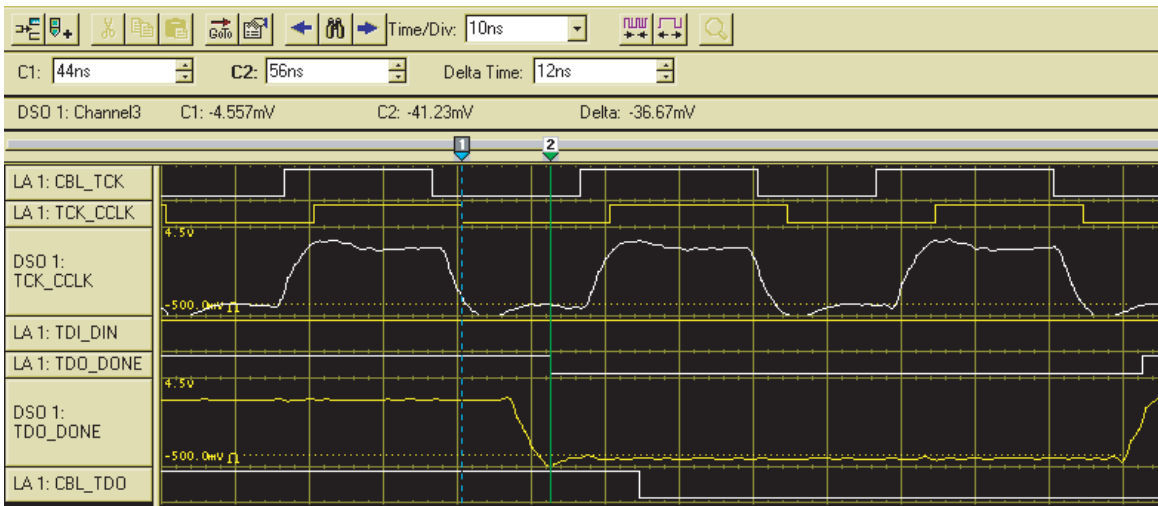 GoTo Time/Div: 10ns
C1: 44ns C2: 56ns Delta Time: 12ns
DSO 1: Channel3 C1: -4.557mV C2: -41.23mV Delta: -36.67mV
1 2
LA 1: CBL_TCK
LA 1: TCK_CCLK
4.5V
DSO 1:
TCK_CCLK
-500.0mV
LA 1: TDI_DIN
LA 1: TDO_DONE
4.5V
DSO 1:
TDO_DONE
-500.0mV
LA 1: CBL_TDO